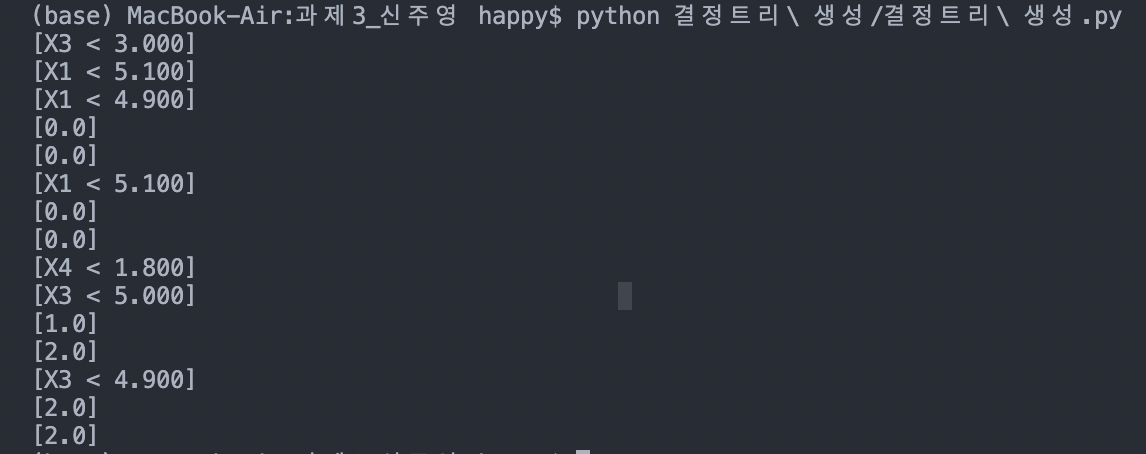 (base) MacBook-Air:과제3_신주영 happy$ python 결정트리\ 생성/결정트리\ 생성.py
[X3 < 3.000]
[X1 < 5.100]
[X1 < 4.900]
[0.0]
[0.0]
[X1 < 5.100]
[0.0]
[0.0]
[X4 < 1.800]
[X3 < 5.000]
[1.0]
[2.0]
[X3 < 4.900]
[2.0]
[2.0]